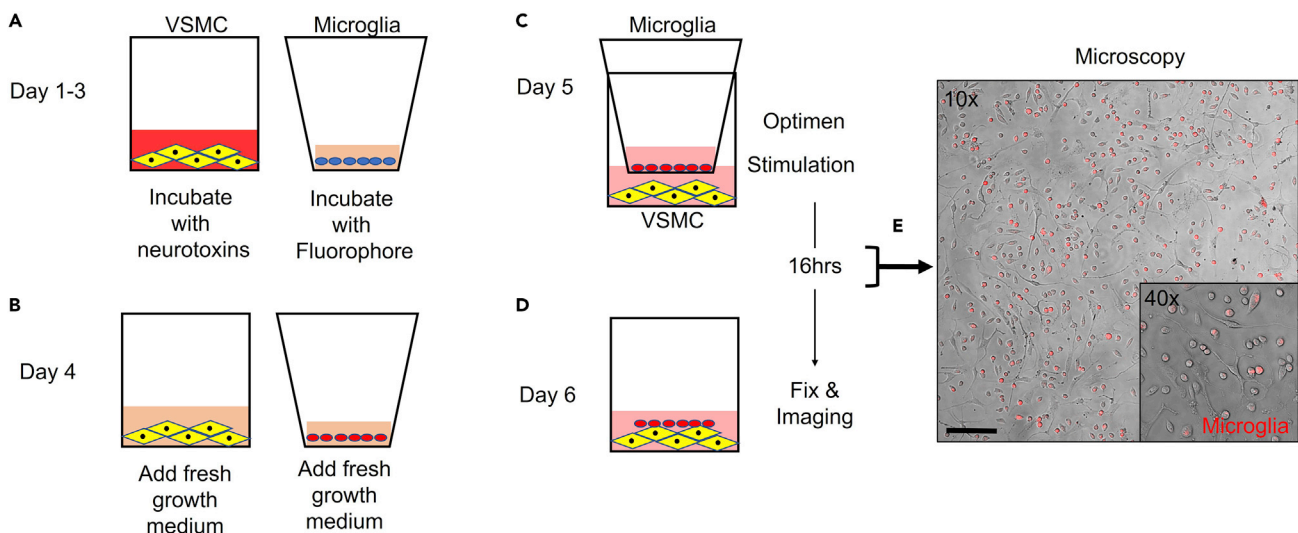 A
VSMC
Microglia
Day 1-3
Incubate
with
neurotoxins
Incubate
with
Fluorophore
B
Day 4
Add fresh
growth
medium
Add fresh
growth
medium
C
Microglia
Day 5
VSMC
Optimen
Stimulation
16hrs
Fix &
Imaging
D
Day 6
E
Microscopy
10x
40x
Microglia